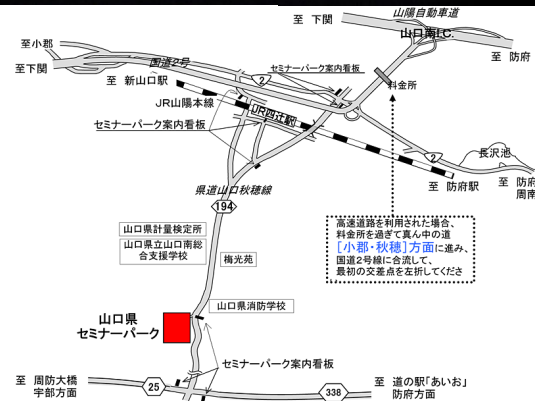 至 下関
山陽自動車道
山口南I.C.
至 防府
至小郡
至下関
国道2号
至 新山口駅
2
セミナーパーク案内看板
料金所
JR山陽本線
JR四辻駅
セミナーパーク案内看板
2
長沢池
至 防府駅
至 防府
周南
県道山口秋穂線
194
高速道路を利用された場合、
料金所を過ぎて真ん中の道
[小郡・秋穂]方面に進み、
国道2号線に合流して、
最初の交差点を左折してくださ
山口県計量検定所
山口県立山口南総
合支援学校
梅光苑
山口県消防学校
山口県
セミナーパーク
セミナーパーク案内看板
至 周防大橋
宇部方面
25
338
至 道の駅「あいお」
防府方面